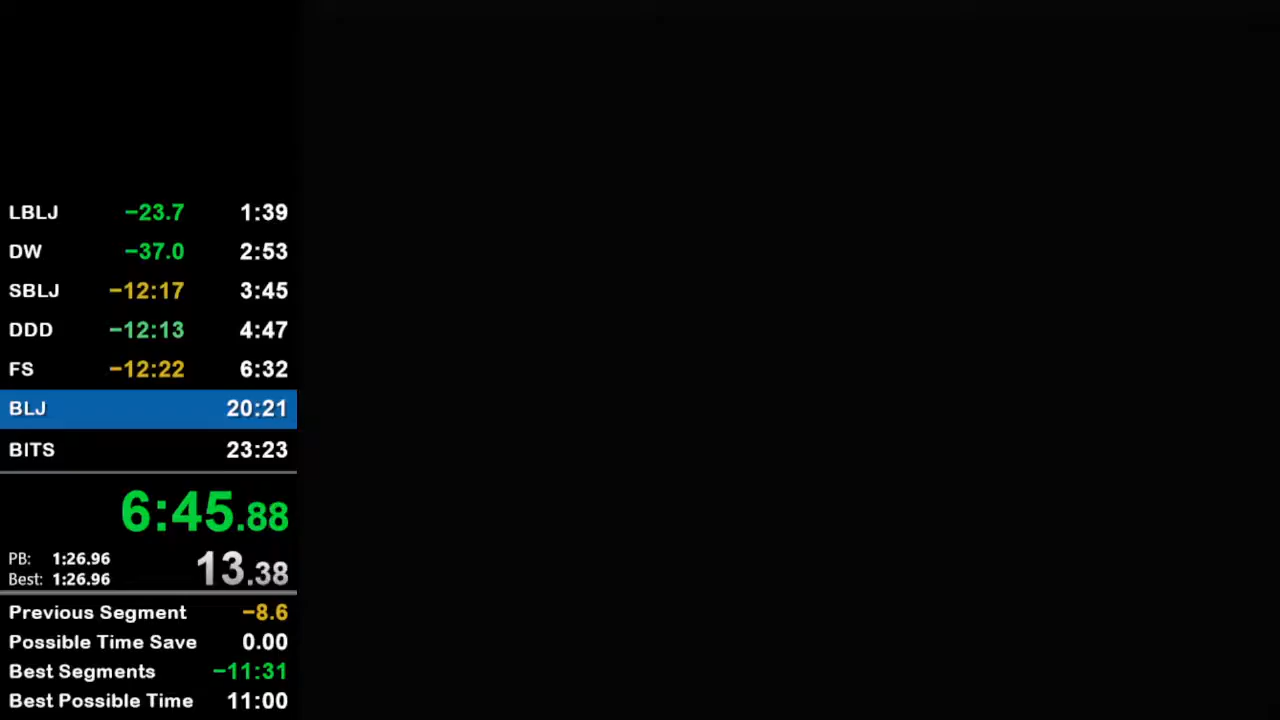 LBLJ −23.7 1:39
DW −37.0 2:53
SBLJ −12:17 3:45
DDD −12:13 4:47
FS −12:22 6:32
BLJ 20:21
BITS 23:23
6:45.88
PB: 1:26.96 13.38
Best: 1:26.96
Previous Segment −8.6
Possible Time Save 0.00
Best Segments −11:31
Best Possible Time 11:00